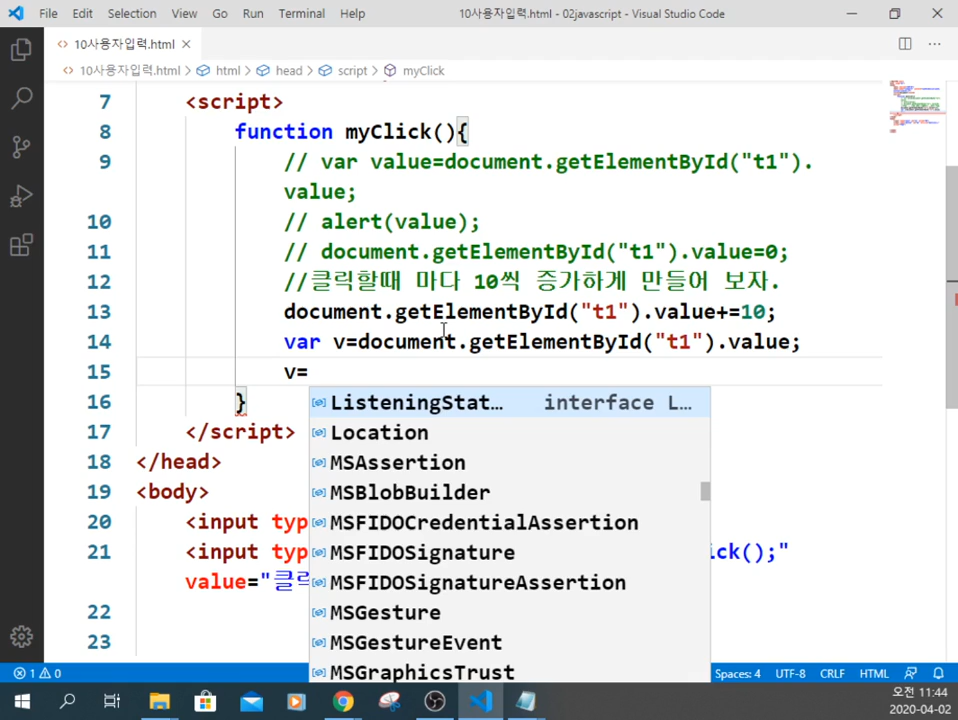 File Edit Selection View Go Run Terminal Help 10사용자입력.html - 02javascript - Visual Studio Code
10사용자입력.html
10사용자입력.html > html > head > script > myClick
7 <script>
8 function myClick(){
9 // var value=document.getElementById("t1").
value;
10 // alert(value);
11 // document.getElementById("t1").value=0;
12 //클릭할때 마다 10씩 증가하게 만들어 보자.
13 document.getElementById("t1").value+=10;
14 var v=document.getElementById("t1").value;
15 v=
16 }
ListeningStat… interface L…
17 </script>
Location
18 </head>
MSAssertion
19 <body>
MSBlobBuilder
20 <input typ
MSFIDOCredentialAssertion
21 <input typ
MSFIDOSignature
ick();"
value="클릭
MSFIDOSignatureAssertion
22
MSGesture
23
MSGestureEvent
MSGraphicsTrust
1 0 Spaces: 4 UTF-8 CRLF HTML
오전 11:44
2020-04-02